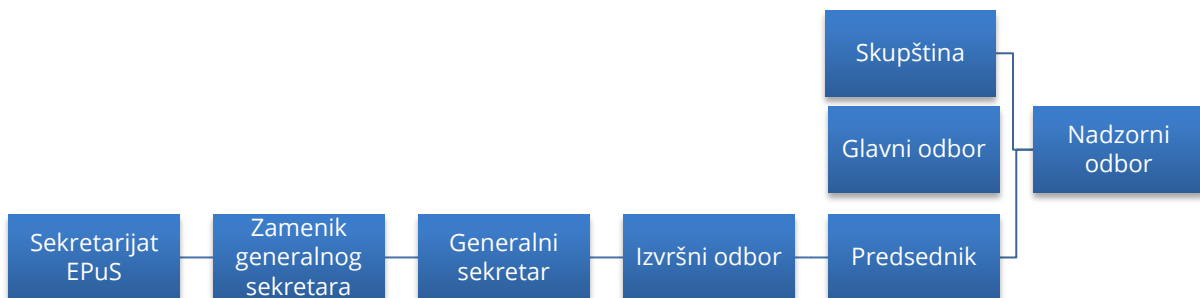 Skupština
Glavni odbor
Nadzorni
odbor
Sekretarijat
EPuS
Zamenik
generalnog
sekretara
Generalni
sekretar
Izvršni odbor
Predsednik